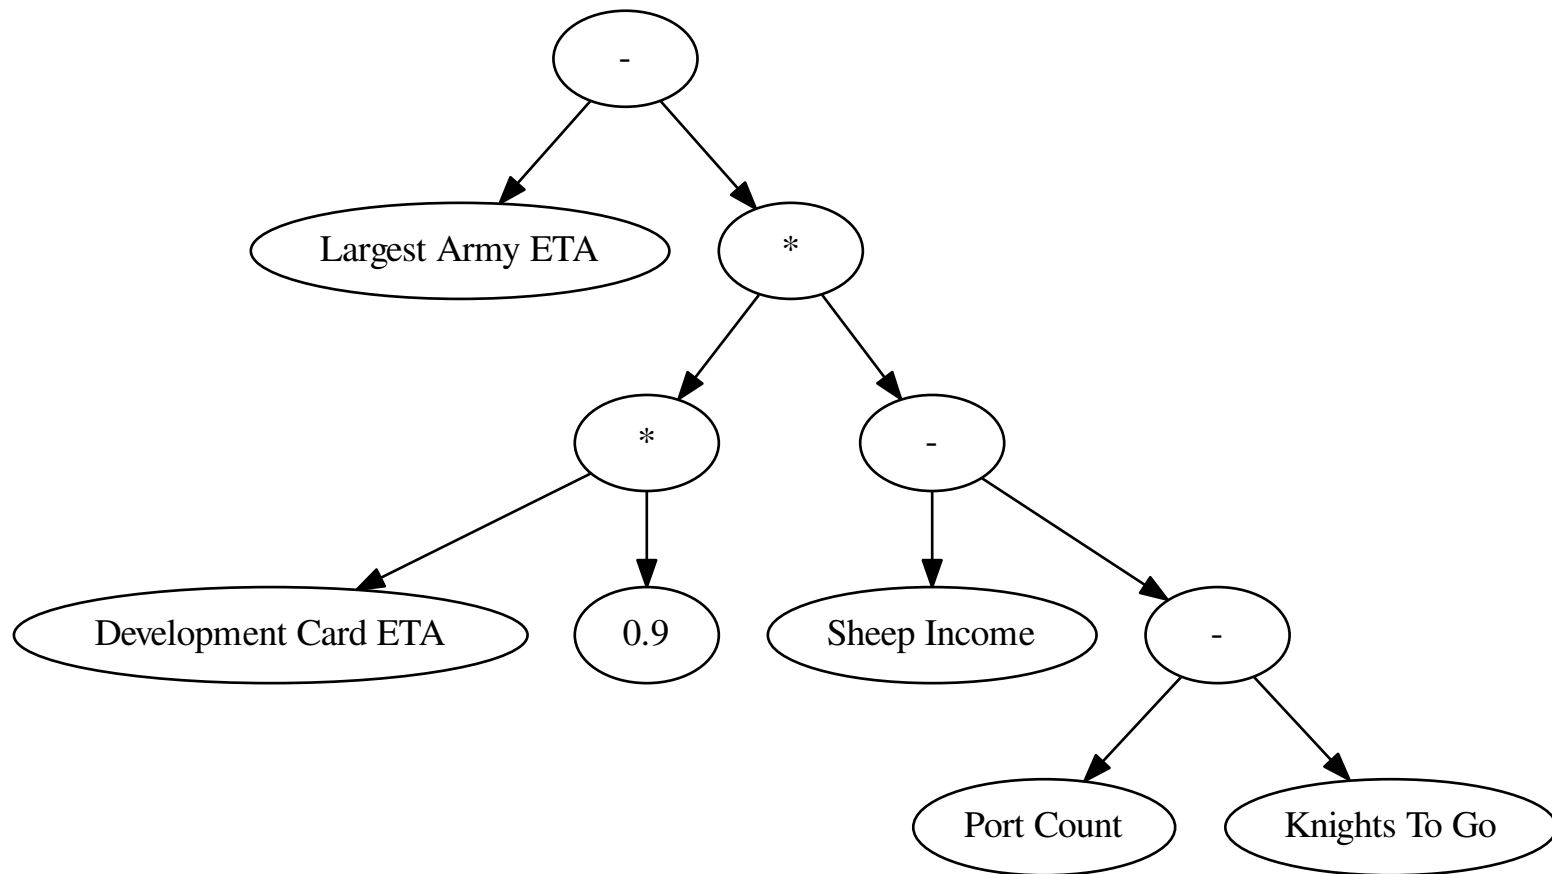 -
Largest Army ETA
*
*
-
Development Card ETA
0.9
Sheep Income
-
Port Count
Knights To Go